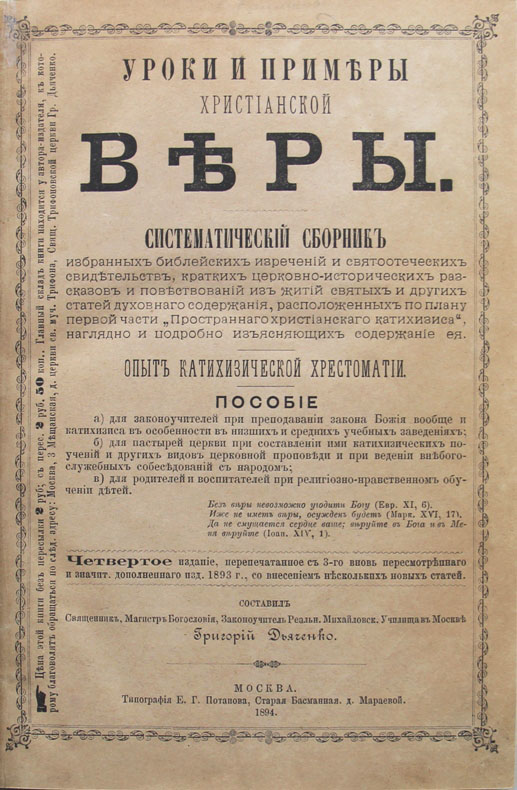 УРОКИ И ПРИМѢРЫ
ХРИСТІАНСКОЙ
ВѢРЫ.
СИСТЕМАТИЧЕСКІЙ СБОРНИКЪ
избранныхъ библейскихъ изреченій и святоотеческихъ
свидѣтельствъ, краткихъ церковно-историческихъ раз-
сказовъ и повѣствованій изъ житій святыхъ и другихъ
статей духовнаго содержанія, расположенныхъ по плану
первой части „Пространнаго христіанскаго катихизиса“,
наглядно и подробно изъясняющихъ содержаніе ея.
ОПЫТЪ КАТИХИЗИЧЕСКОЙ ХРЕСТОМАТІИ.
ПОСОБІЕ
а) для законоучителей при преподаваніи закона Божія вообще и
катихизиса въ особенности въ низшихъ и среднихъ учебныхъ заведеніяхъ;
б) для пастырей церкви при составленіи ими катихизическихъ по-
ученій и другихъ видовъ церковной проповѣди и при веденіи внѣбого-
служебныхъ собесѣдованій съ народомъ;
в) для родителей и воспитателей при религіозно-нравственномъ обу-
ченіи дѣтей.
Безъ вѣры невозможно угодити Богу (Евр. XI, 6).
Иже не иметъ вѣры, осужденъ будетъ (Марк. XVI, 17).
Да не смущается сердце ваше; вѣруйте въ Бога и въ Ме-
ня вѣруйте (Іоан. XIV, 1).
Четвертое изданіе, перепечатанное съ 3-го вновь пересмотрѣннаго
и значит. дополненнаго изд. 1893 г., со внесеніемъ нѣсколькихъ новыхъ статей.
СОСТАВИЛЪ
Священникъ, Магистръ Богословія, Законоучитель Реальн. Михайловск. Училища въ Москвѣ
Григорій Дьяченко.
МОСКВА.
Типографія Е. Г. Потапова, Старая Басманная, д. Мараевой.
1894.
Цѣна этой книги безъ пересылки 2 руб; съ перес. 2 руб. 50 коп. Главный складъ книги находится у автора-издателя, къ кото-
рому благоволятъ обращаться по слѣд. адресу: Москва, 3 Мѣщанская, д. церкви св. муч. Трифона, Свящ. Трифоновской церкви Гр. Дьяченко.